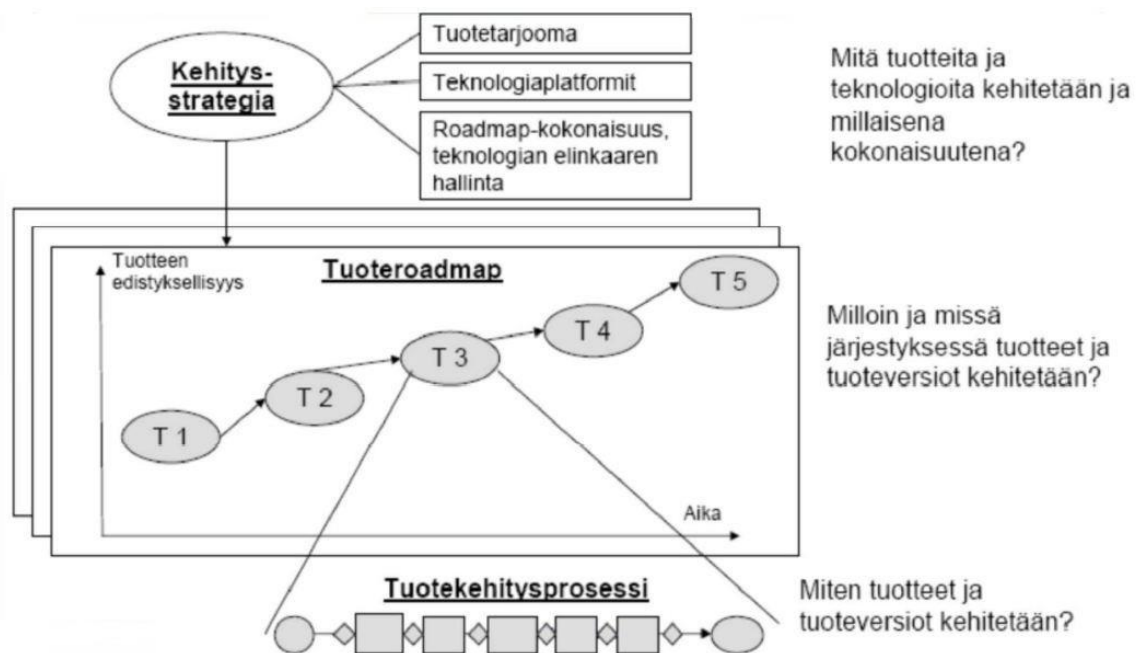 Kehitys-
strategia
Tuotetarjooma
Teknologiaplatformit
Roadmap-kokonaisuus,
teknologian elinkaaren
hallinta
Mitä tuotteita ja
teknologioita kehitetään ja
millaisena
kokonaisuutena?
Tuotteen
edistyksellisyys
Tuoteroadmap
T 1
T 2
T 3
T 4
T 5
Aika
Milloin ja missä
järjestyksessä tuotteet ja
tuoteversiot kehitetään?
Tuotekehitysprosessi
Miten tuotteet ja
tuoteversiot kehitetään?